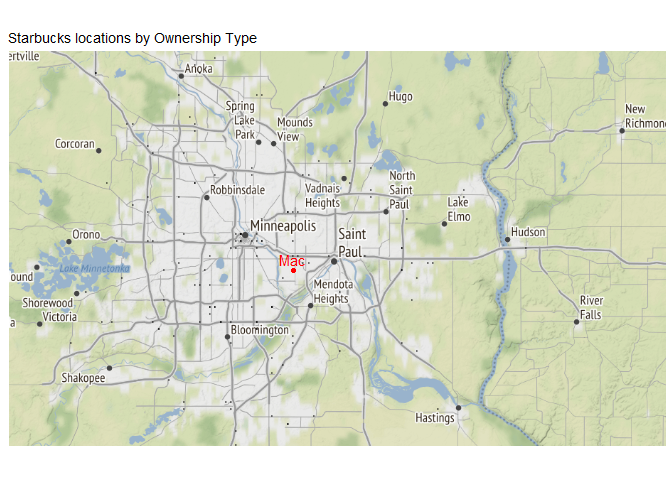 Starbucks locations by Ownership Type
ertville
Anoka
Hugo
Spring
Lake
Park
Mounds
View
New
Richmond
Corcoran
Vadnais
Heights
North
Saint
Paul
Robbinsdale
Lake
Elmo
Minneapolis
Saint
Paul
Orono
Hudson
Mac
Lake Minnetonka
ound
Mendota
Heights
Shorewood
Victoria
a
River
Falls
Bloomington
Shakopee
Hastings